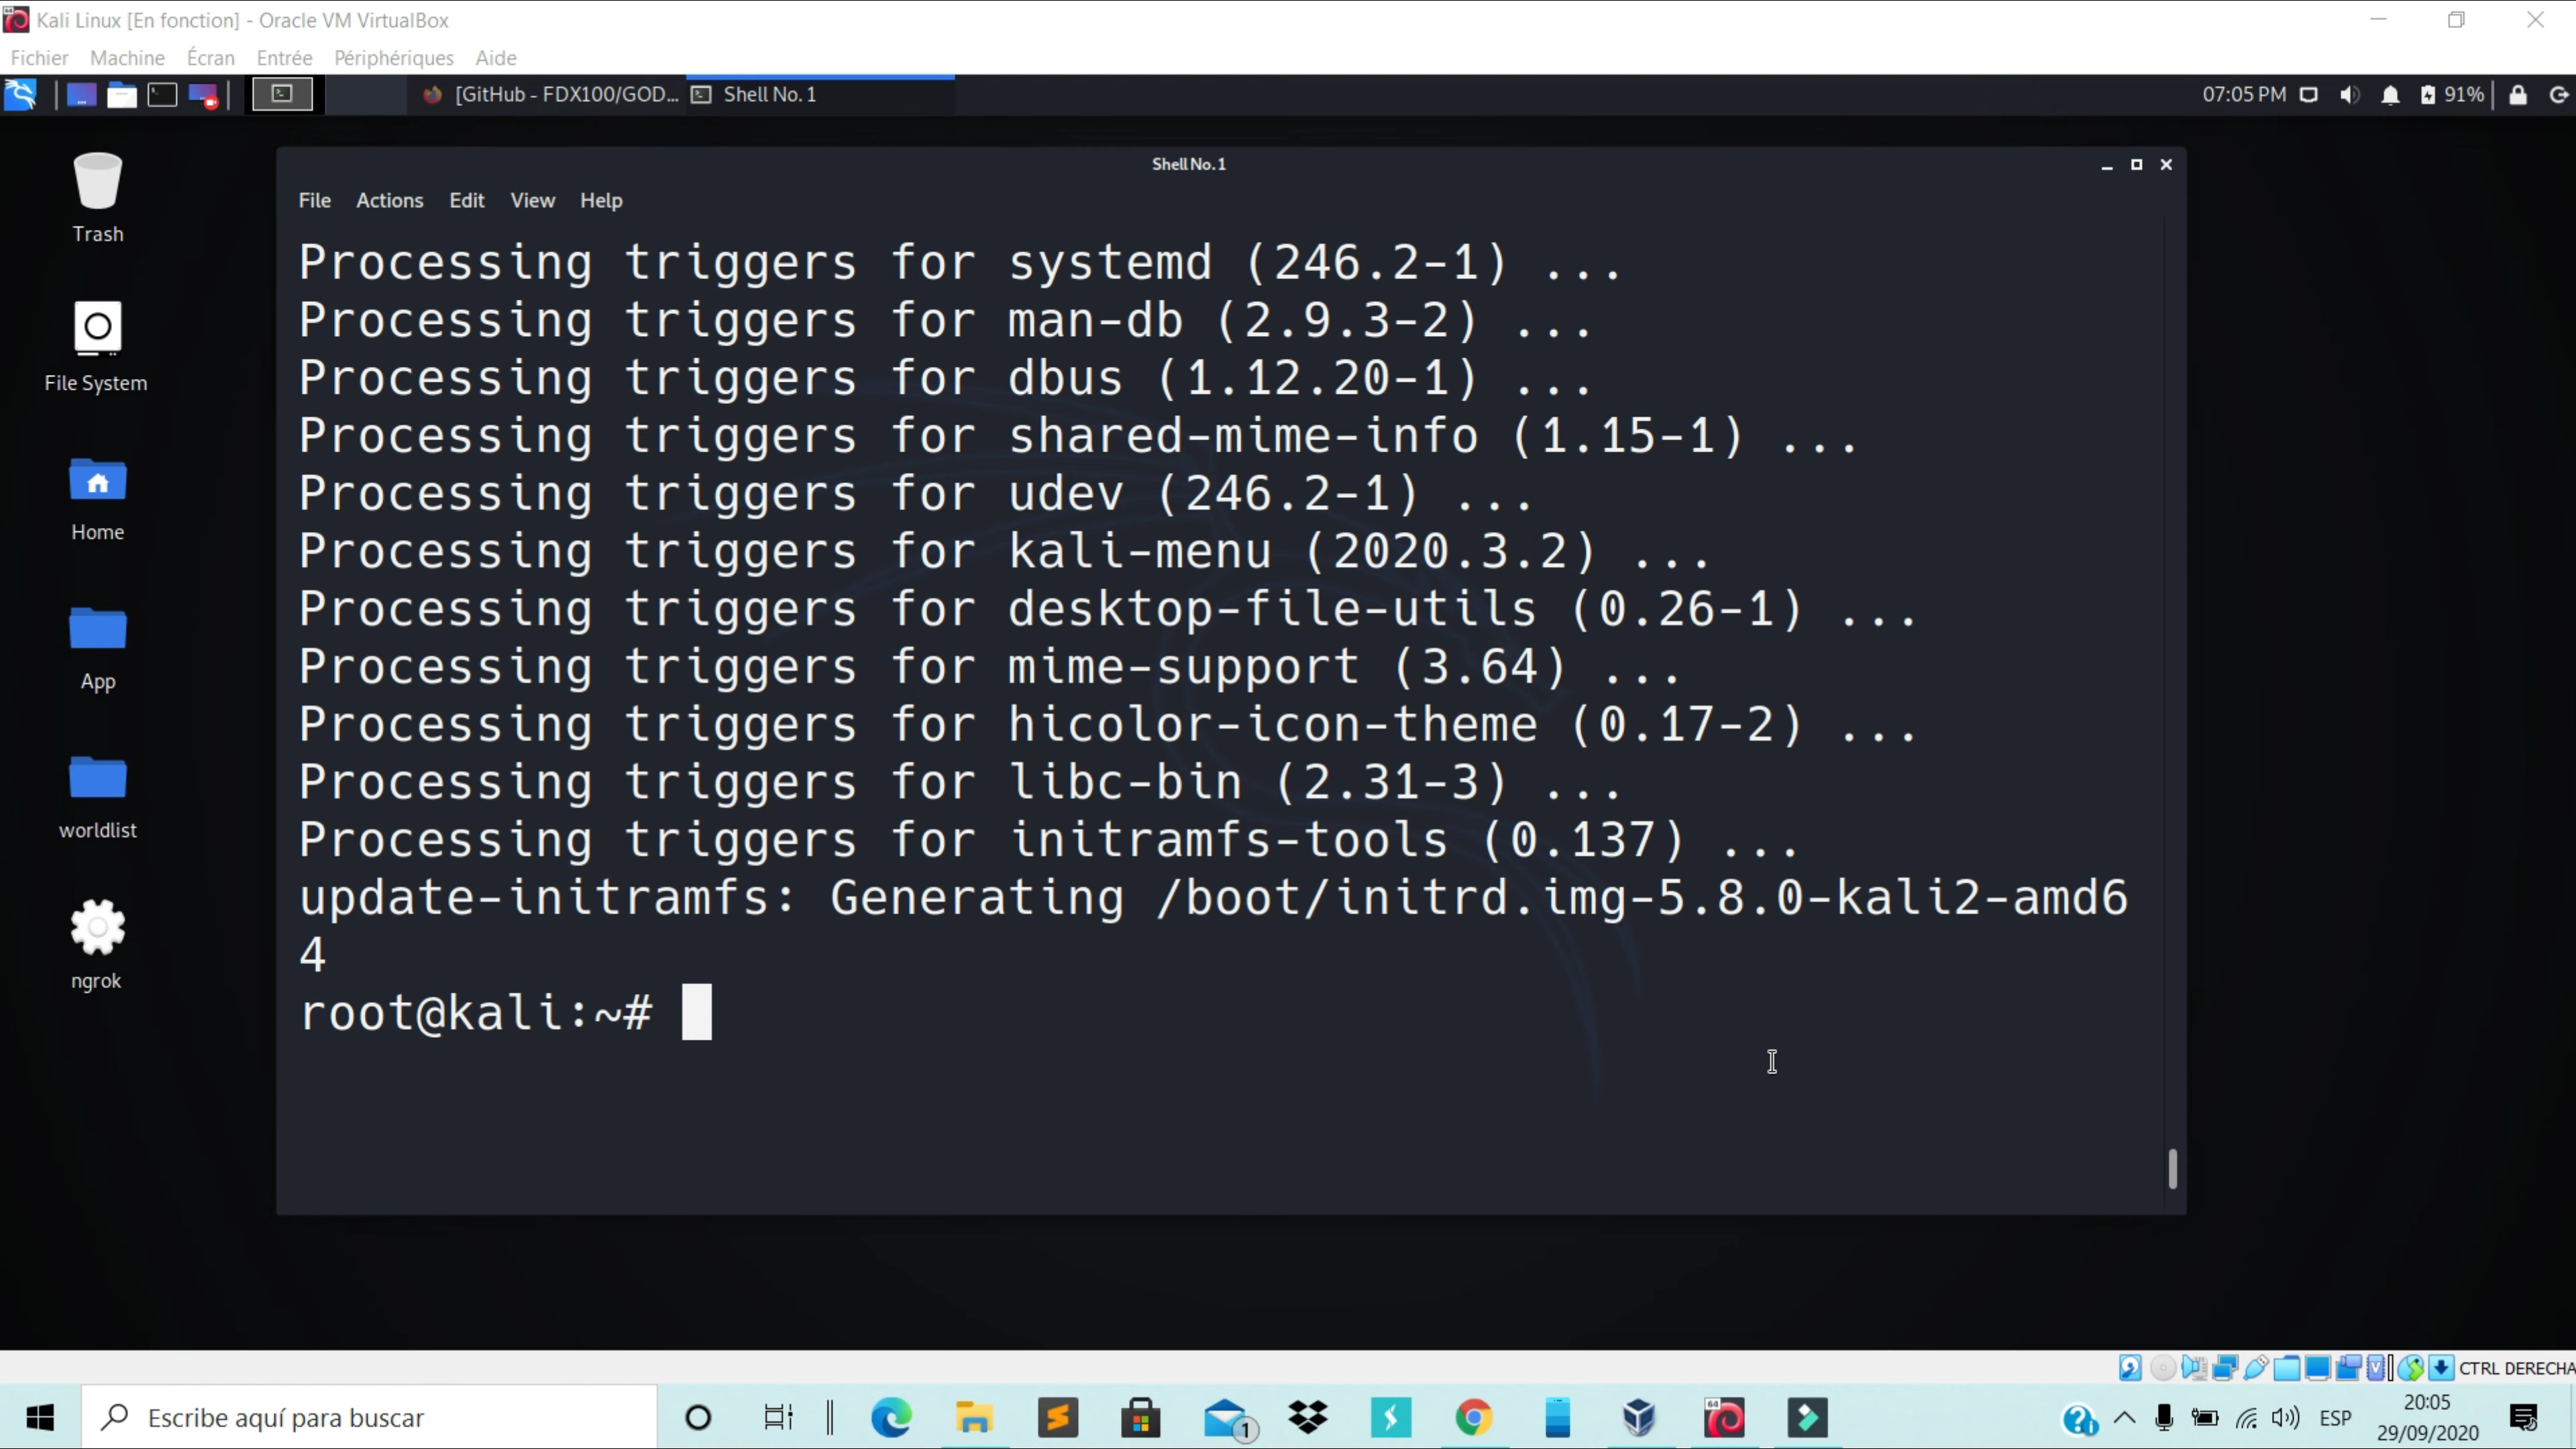 Kali Linux [En fonction] - Oracle VM VirtualBox
Fichier Machine Écran Entrée Périphériques Aide
[GitHub - FDX100/GOD... Shell No. 1 07:05 PM 91%
Shell No. 1
File Actions Edit View Help
Trash
File System
Home
App
worldlist
ngrok
Processing triggers for systemd (246.2-1) ...
Processing triggers for man-db (2.9.3-2) ...
Processing triggers for dbus (1.12.20-1) ...
Processing triggers for shared-mime-info (1.15-1) ...
Processing triggers for udev (246.2-1) ...
Processing triggers for kali-menu (2020.3.2) ...
Processing triggers for desktop-file-utils (0.26-1) ...
Processing triggers for mime-support (3.64) ...
Processing triggers for hicolor-icon-theme (0.17-2) ...
Processing triggers for libc-bin (2.31-3) ...
Processing triggers for initramfs-tools (0.137) ...
update-initramfs: Generating /boot/initrd.img-5.8.0-kali2-amd6
4
root@kali:~#
CTRL DERECHA
Escribe aquí para buscar
1
64
ESP
20:05
29/09/2020